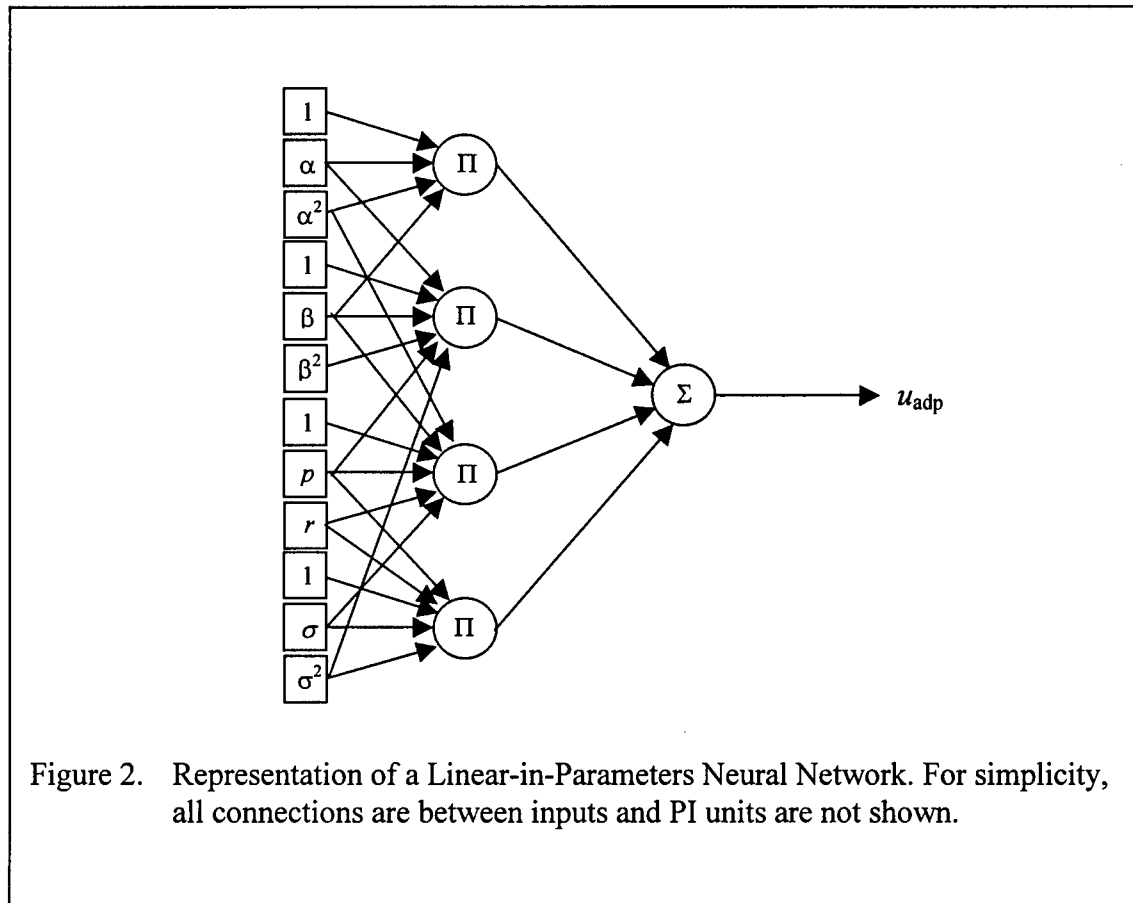 1
α
α²
1
β
β²
1
p
r
1
σ
σ²
Π
Π
Π
Π
Σ
u_adp
Figure 2. Representation of a Linear-in-Parameters Neural Network. For simplicity,
all connections are between inputs and PI units are not shown.